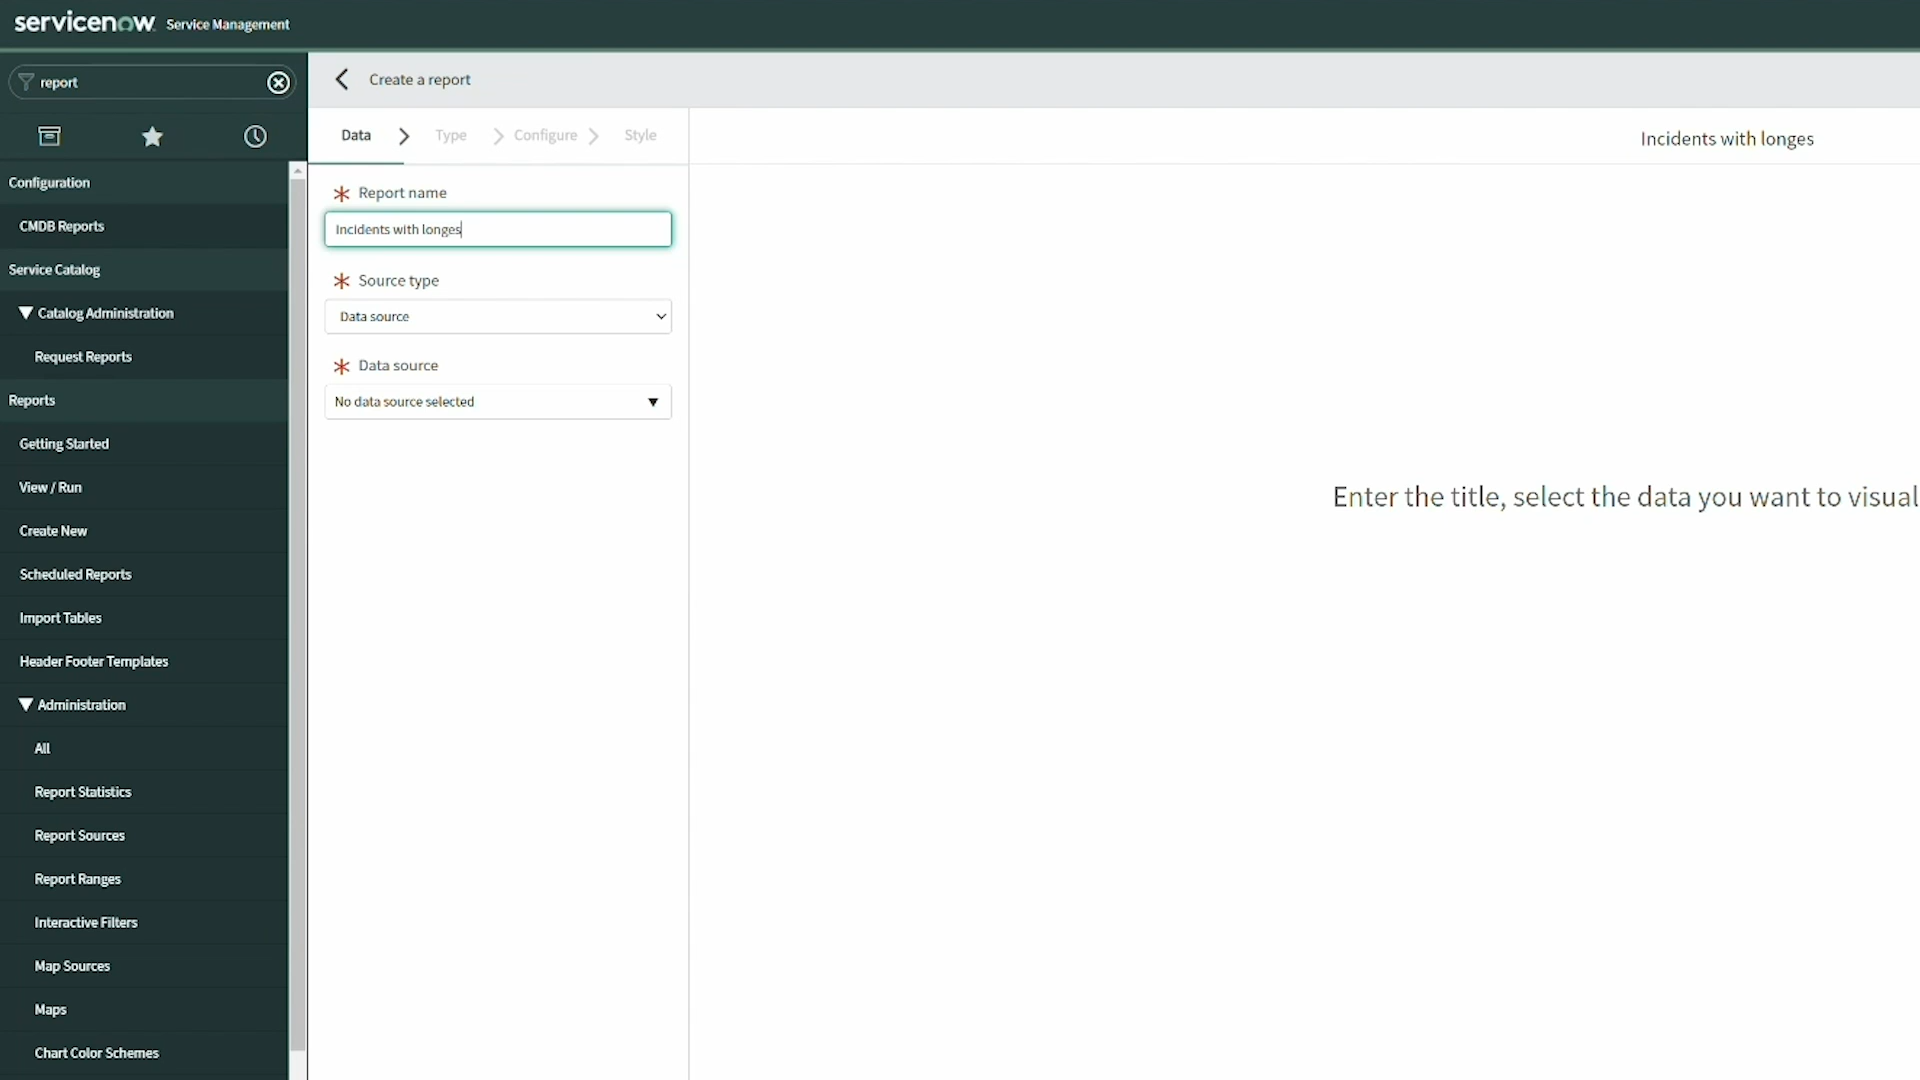 servicenow Service Management
report
Create a report
Data
Type
Configure
Style
Incidents with longes
Configuration
CMDB Reports
Service Catalog
Catalog Administration
Request Reports
Reports
Getting Started
View / Run
Create New
Scheduled Reports
Import Tables
Header Footer Templates
Administration
All
Report Statistics
Report Sources
Report Ranges
Interactive Filters
Map Sources
Maps
Chart Color Schemes
Report name
Incidents with longes
Source type
Data source
Data source
No data source selected
Enter the title, select the data you want to visual